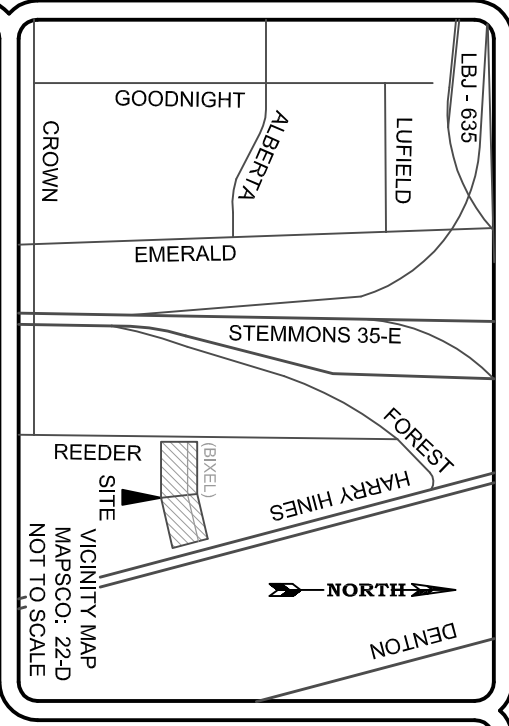 LBJ - 635
GOODNIGHT
ALBERTA
LUFIELD
CROWN
EMERALD
STEMMONS 35-E
FOREST
REEDER
(BIXEL)
HARRY HINES
SITE
VICINITY MAP
MAPSCO: 22-D
NOT TO SCALE
NORTH
DENTON